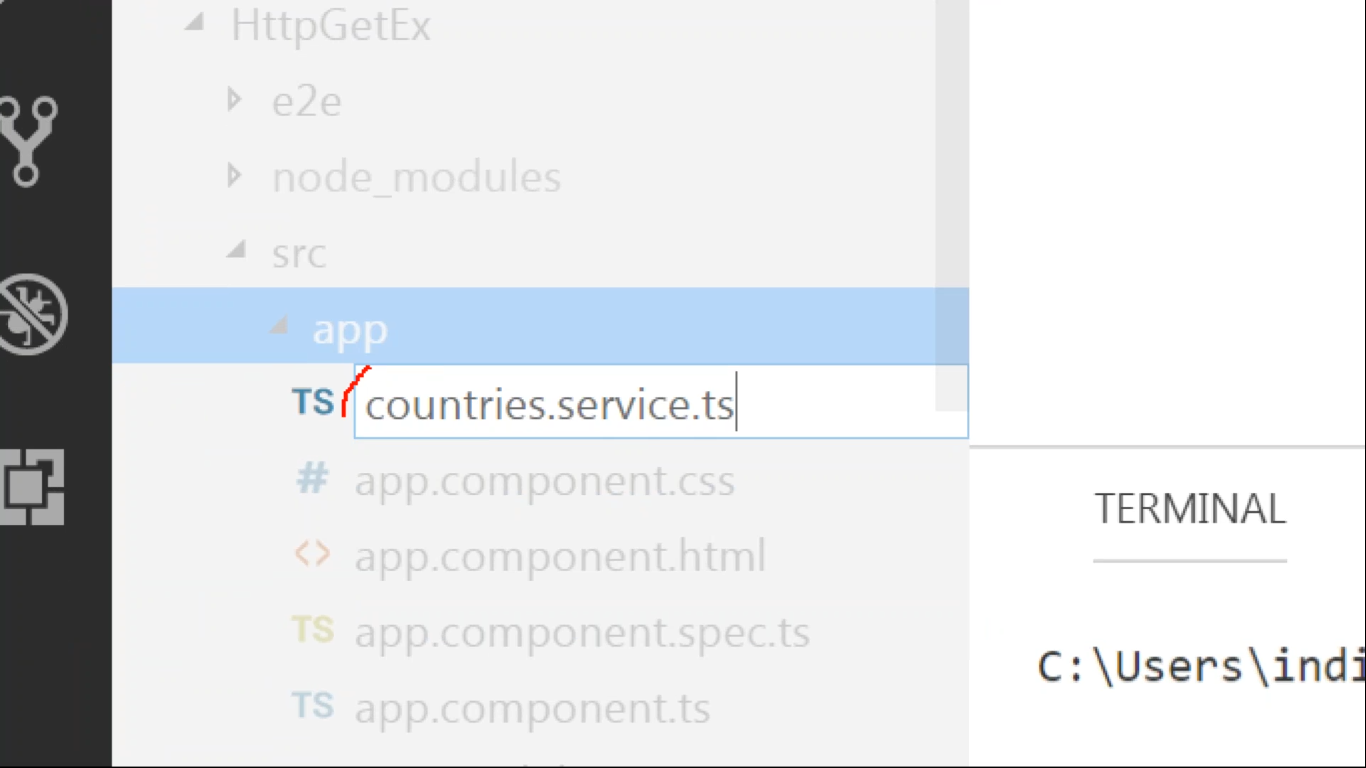 HttpGetEx
e2e
node_modules
src
app
TS countries.service.ts
# app.component.css
<> app.component.html
TS app.component.spec.ts
TS app.component.ts
TERMINAL
C:\Users\indi